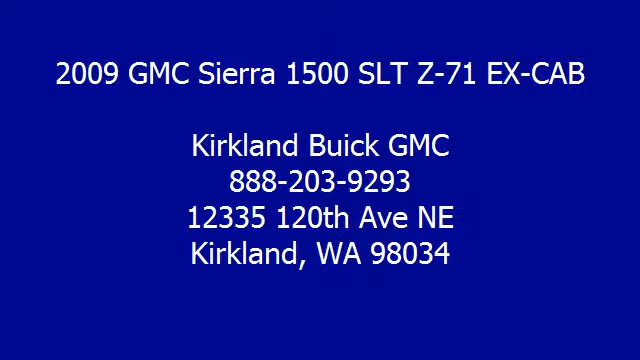 2009 GMC Sierra 1500 SLT Z-71 EX-CAB
Kirkland Buick GMC
888-203-9293
12335 120th Ave NE
Kirkland, WA 98034